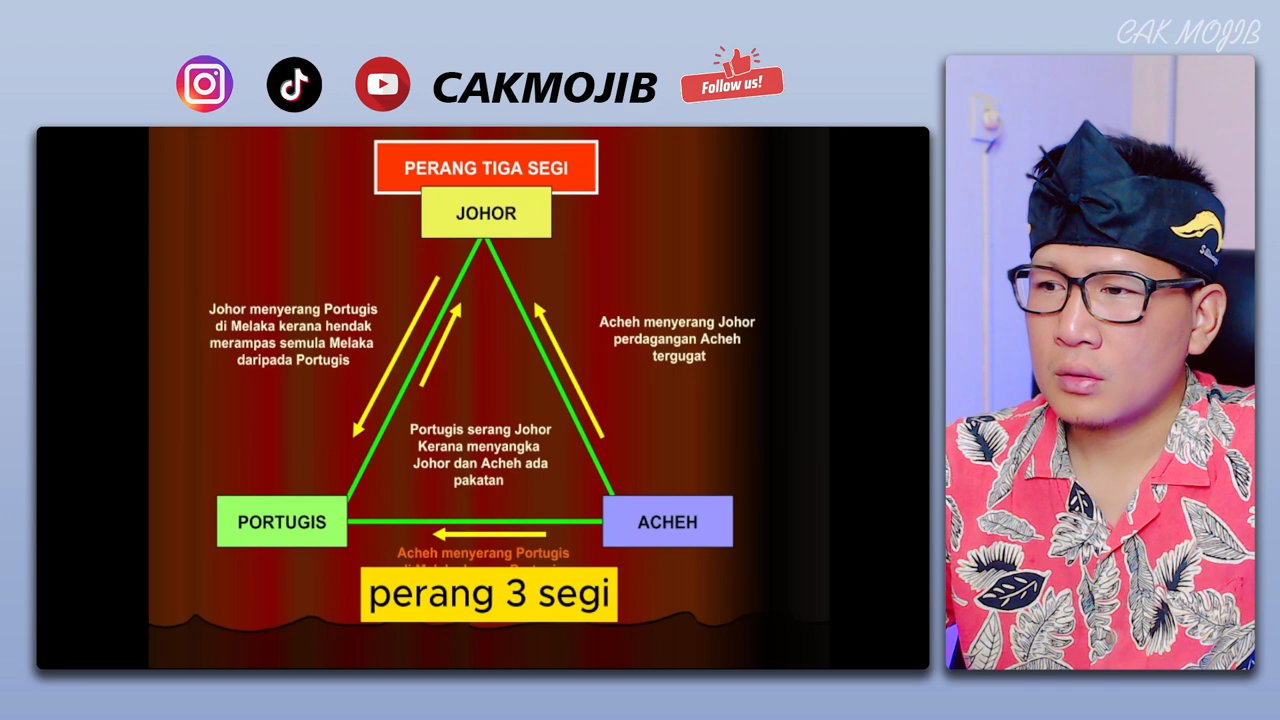 CAK MOJIB
CAKMOJIB
Follow us!
PERANG TIGA SEGI
JOHOR
Johor menyerang Portugis
di Melaka kerana hendak
merampas semula Melaka
daripada Portugis
Acheh menyerang Johor
perdagangan Acheh
tergugat
Portugis serang Johor
Kerana menyangka
Johor dan Acheh ada
pakatan
PORTUGIS
ACHEH
Acheh menyerang Portugis
perang 3 segi